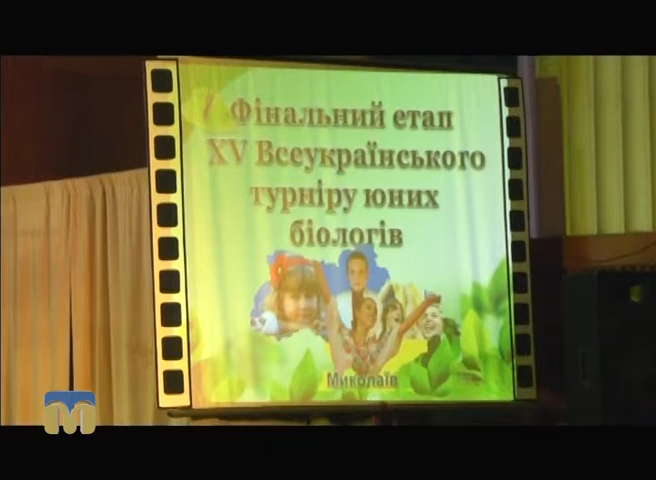 Фінальний етап
XV Всеукраїнського
турніру юних
біологів
Миколаїв